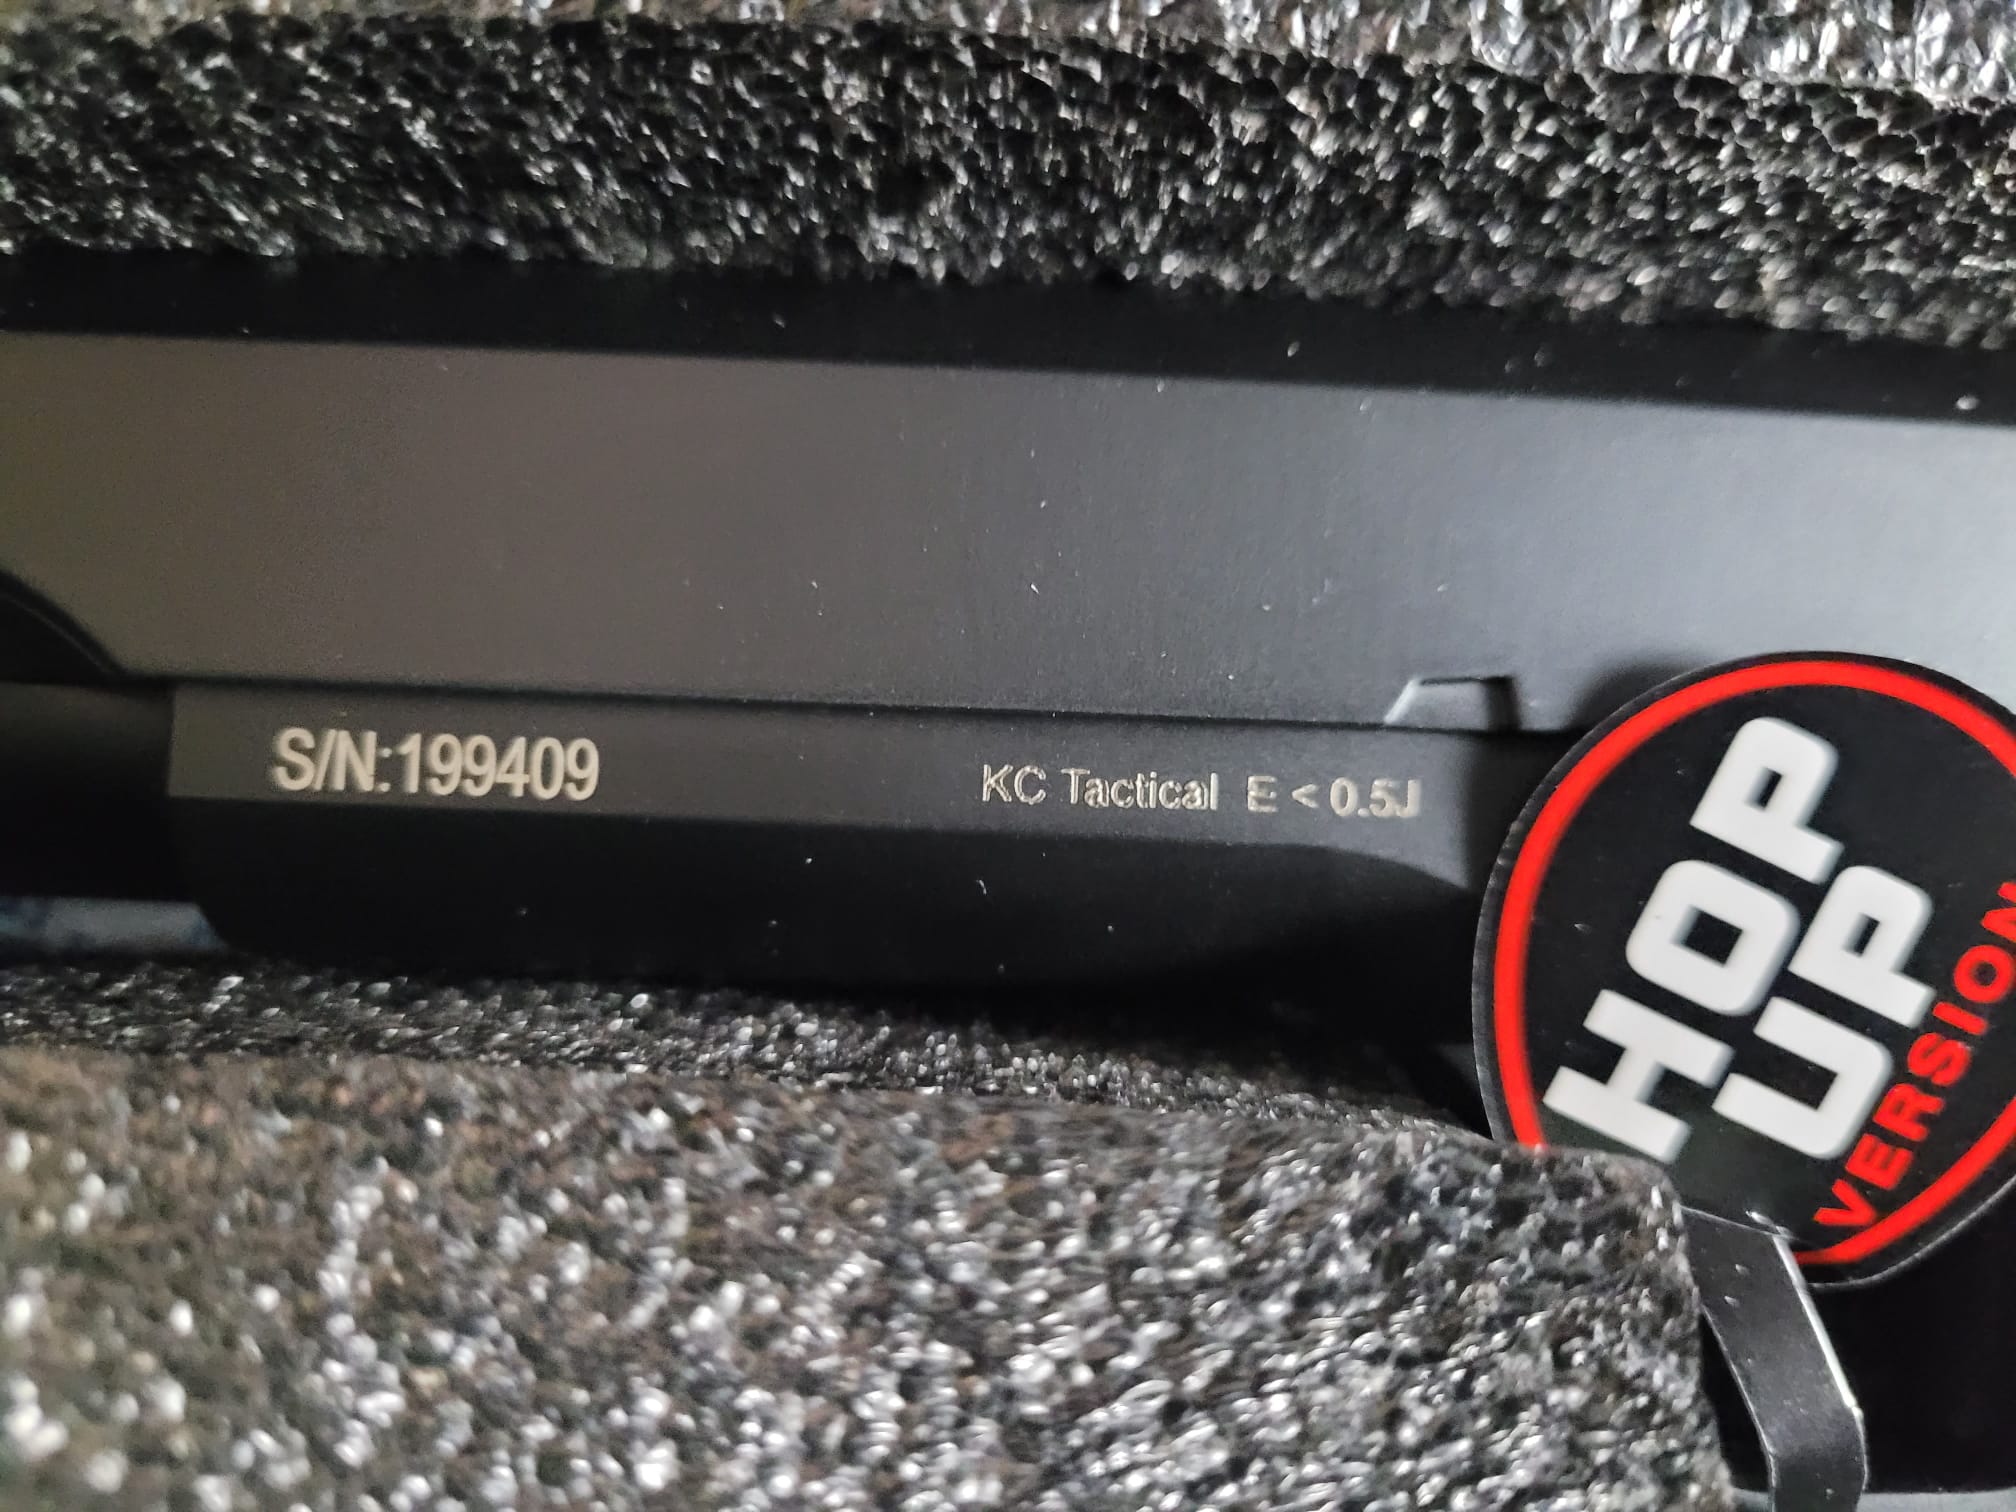 S/N:199409
KC Tactical E < 0.5J
HOP
UP
VERSION